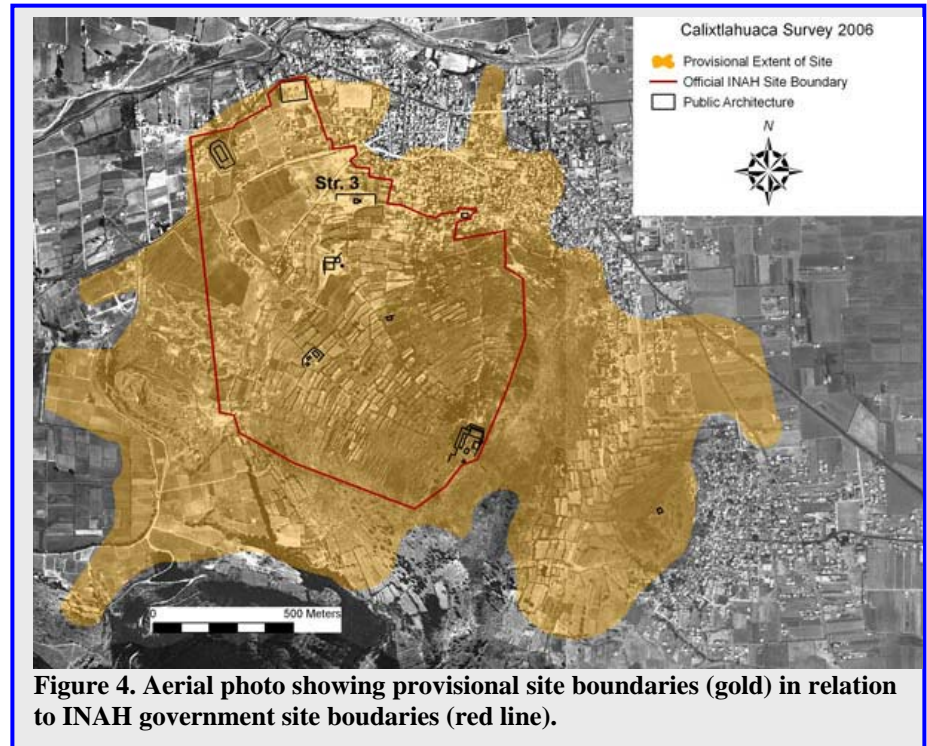 Calixtlahuaca Survey 2006
Provisional Extent of Site
Official INAH Site Boundary
Public Architecture
N
Str. 3
0
500 Meters
Figure 4. Aerial photo showing provisional site boundaries (gold) in relation
to INAH government site boudaries (red line).